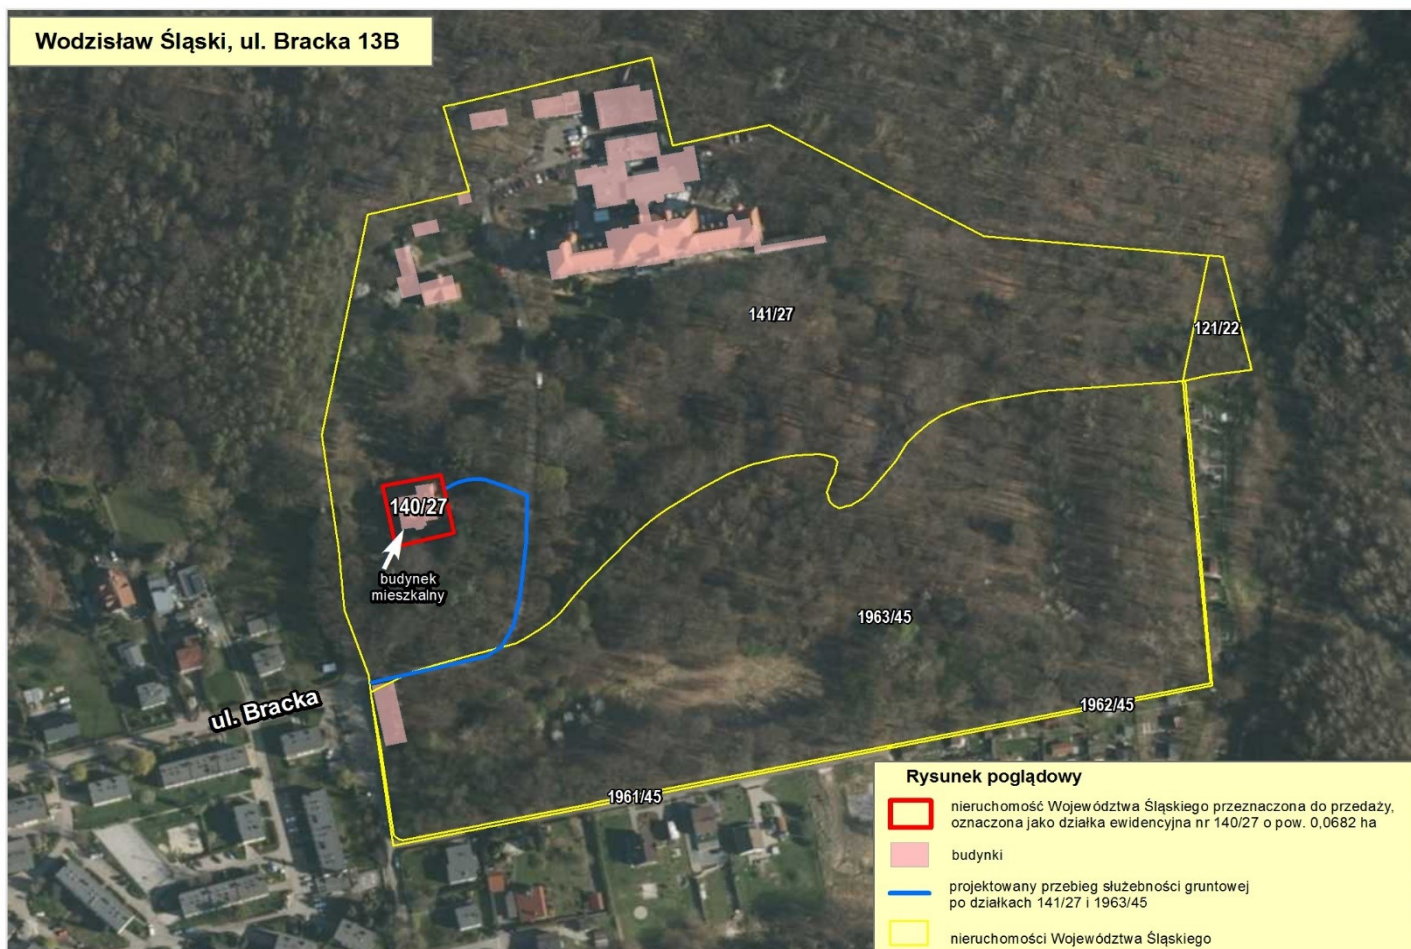 Wodzisław Śląski, ul. Bracka 13B
141/27
121/22
140/27
budynek
mieszkalny
1963/45
ul. Bracka
1962/45
1961/45
Rysunek poglądowy
nieruchomość Województwa Śląskiego przeznaczona do przedaży,
oznaczona jako działka ewidencyjna nr 140/27 o pow. 0,0682 ha
budynki
projektowany przebieg służebności gruntowej
po działkach 141/27 i 1963/45
nieruchomości Województwa Śląskiego